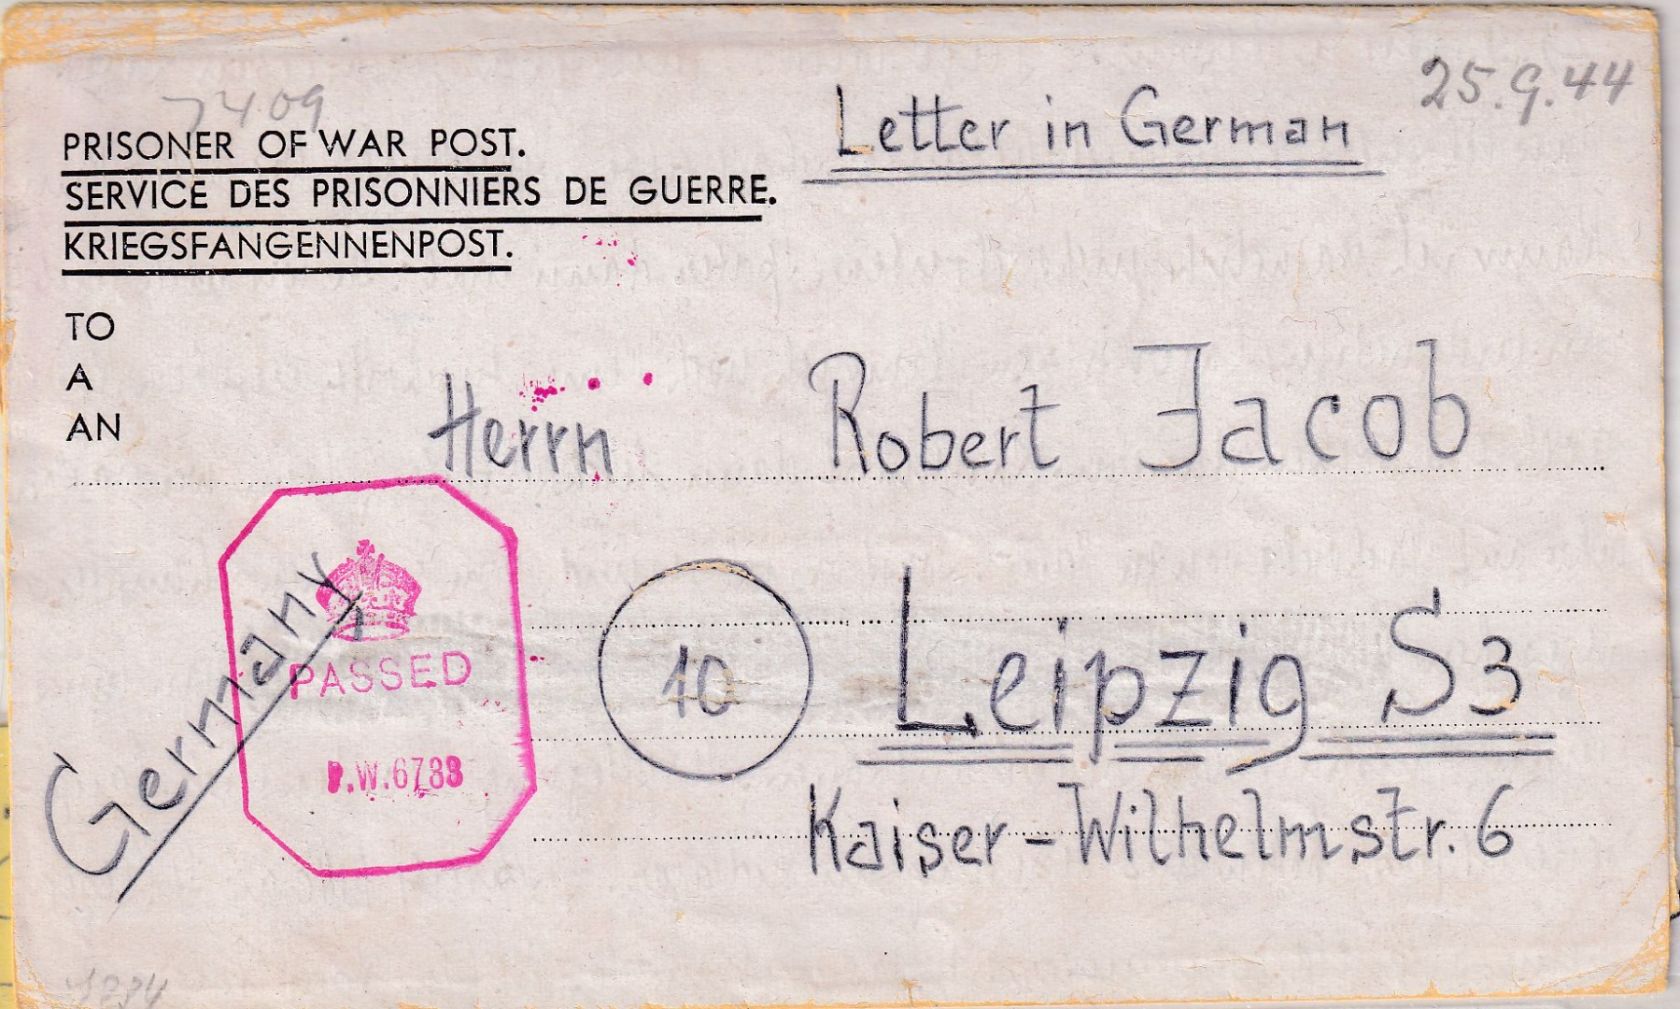 7409
25.9.44
Letter in German
PRISONER OF WAR POST.
SERVICE DES PRISONNIERS DE GUERRE.
KRIEGSFANGENNENPOST.
TO
A
AN
Herrn Robert Jacob
10 Leipzig S3
Kaiser-Wilhelmstr. 6
Germany
PASSED
P.W.6788